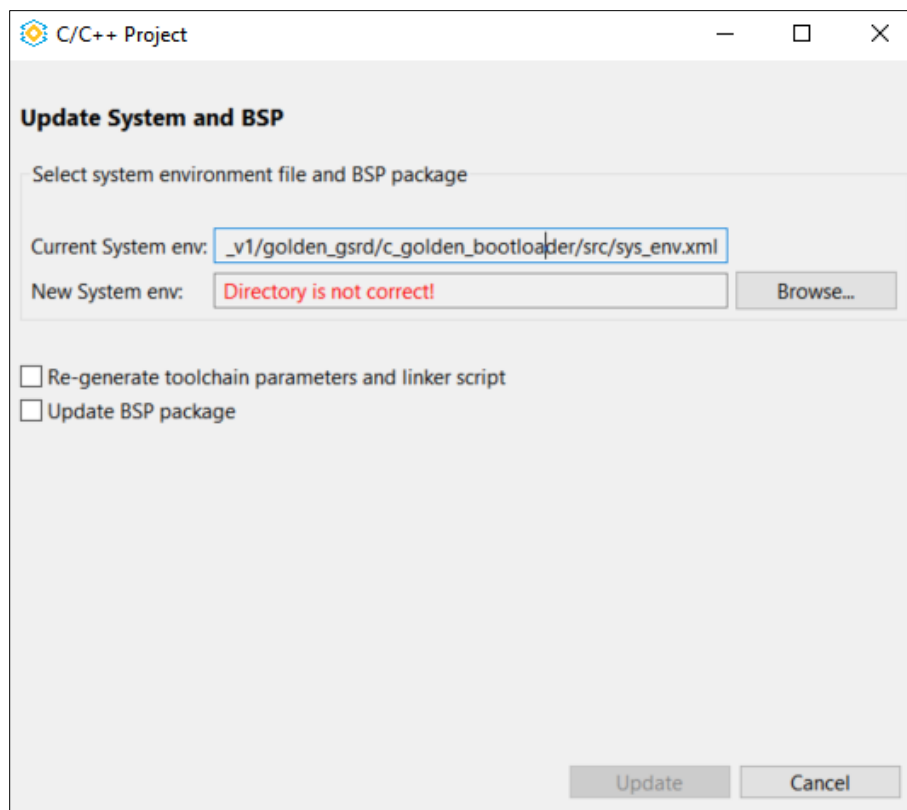 C/C++ Project
Update System and BSP
Select system environment file and BSP package
Current System env: _v1/golden_gsrd/c_golden_bootloader/src/sys_env.xml
New System env: Directory is not correct! Browse...
Re-generate toolchain parameters and linker script
Update BSP package
Update Cancel